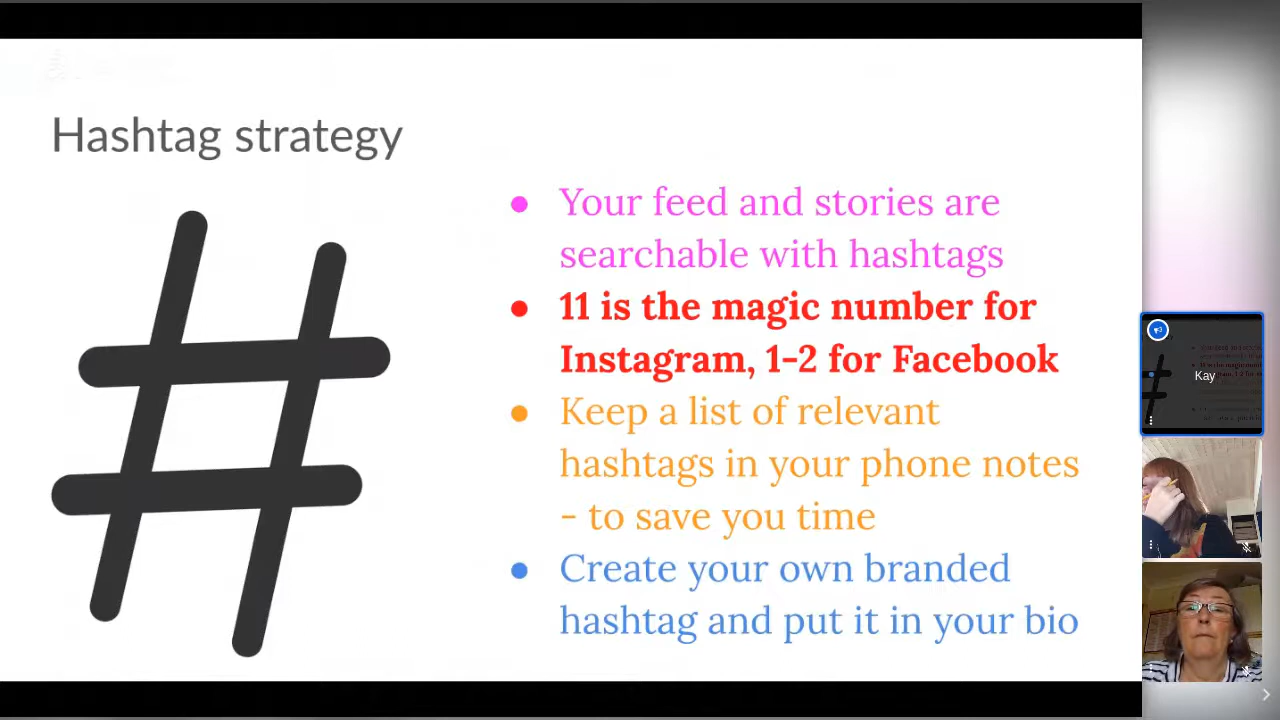 Hashtag strategy
Your feed and stories are
searchable with hashtags
11 is the magic number for
Instagram, 1-2 for Facebook
Keep a list of relevant
hashtags in your phone notes
- to save you time
Create your own branded
hashtag and put it in your bio
Kay